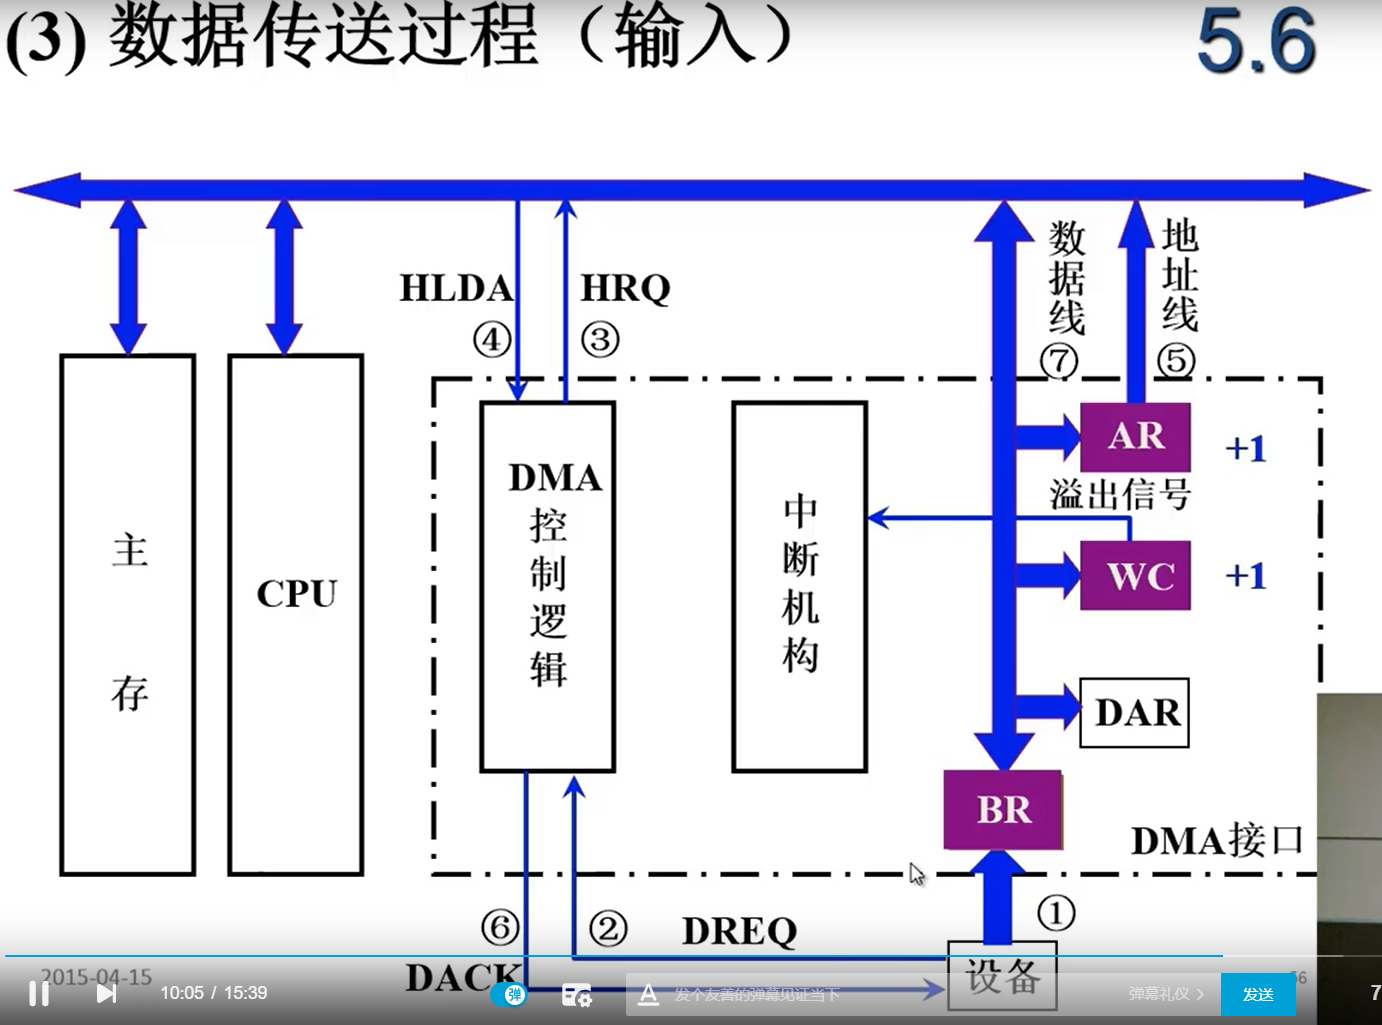 (3) 数据传送过程（输入）
5.6
HLDA
HRQ
④
③
数据线
⑦
地址线
⑤
主存
CPU
DMA控制逻辑
中断机构
AR
+1
溢出信号
WC
+1
DAR
BR
DMA接口
⑥
②
DREQ
①
DACK
设备
2015-04-15
56
10:05 / 15:39
弹
A
发个友善的弹幕见证当下
弹幕礼仪 >
发送
7